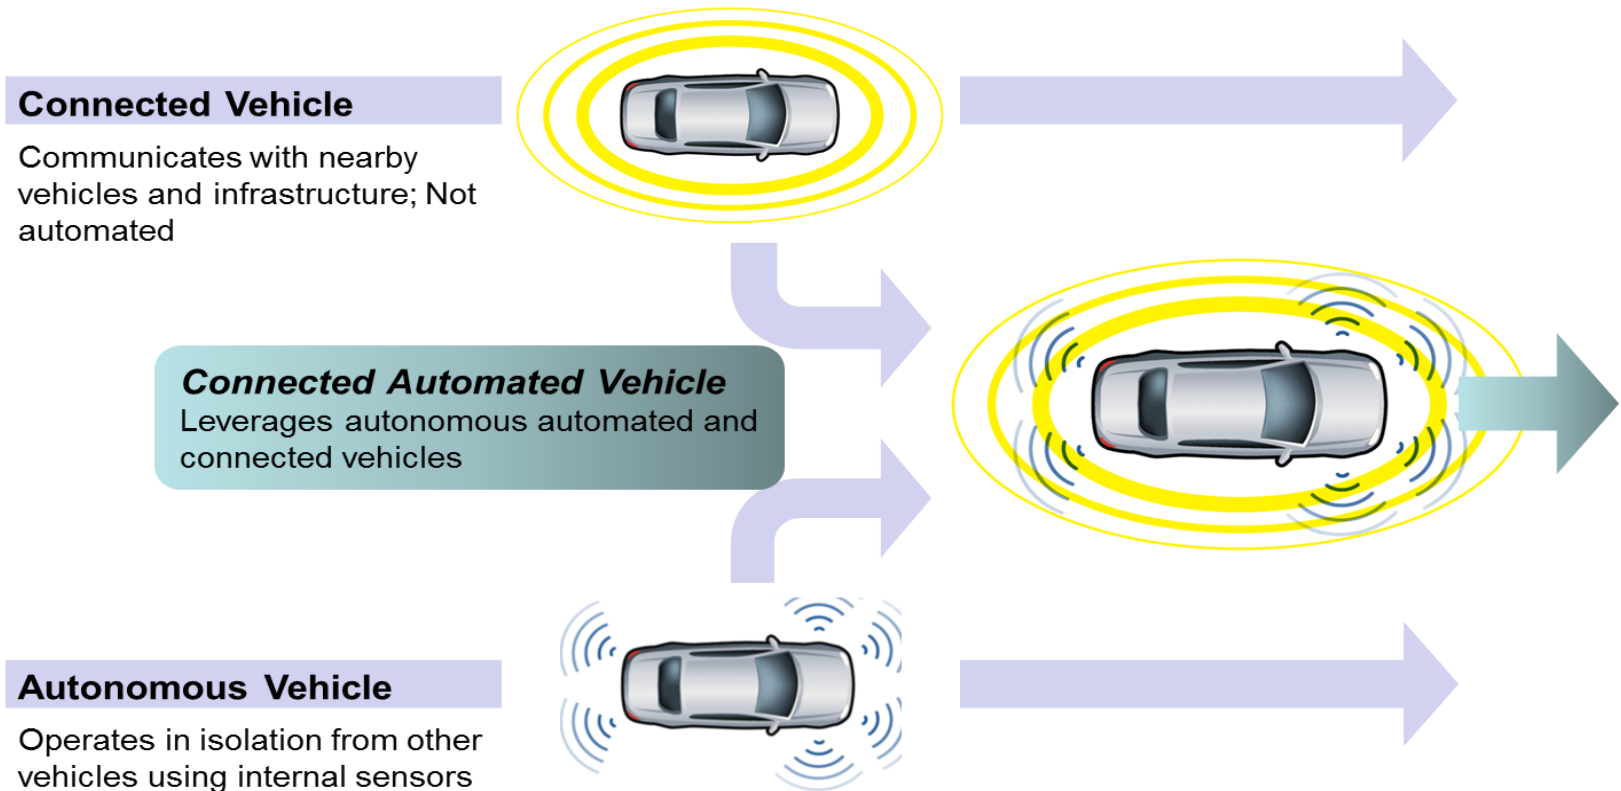 Connected Vehicle
Communicates with nearby
vehicles and infrastructure; Not
automated
Connected Automated Vehicle
Leverages autonomous automated and
connected vehicles
Autonomous Vehicle
Operates in isolation from other
vehicles using internal sensors